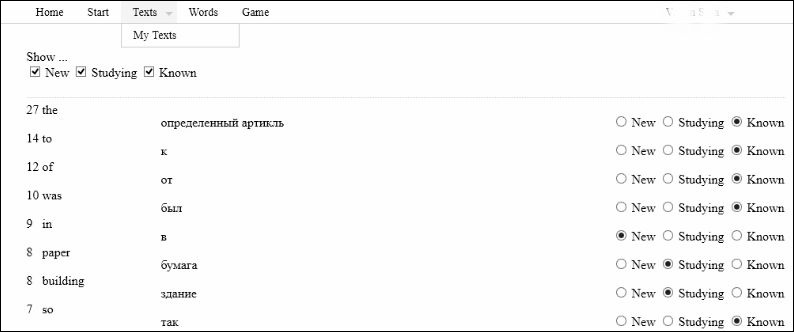 Home Start Texts Words Game
My Texts
Show ...
New Studying Known
27 the
определенный артикль New Studying Known
14 to
к New Studying Known
12 of
от New Studying Known
10 was
был New Studying Known
9 in
в New Studying Known
8 paper
бумага New Studying Known
8 building
здание New Studying Known
7 so
так New Studying Known